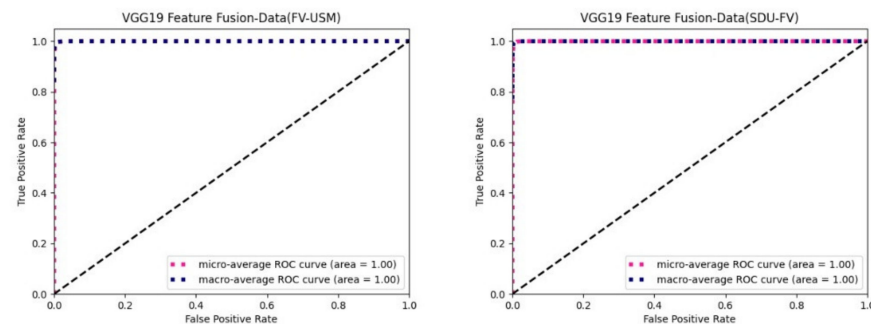 VGG19 Feature Fusion-Data(FV-USM)
1.0
0.8
0.6
0.4
0.2
0.0
True Positive Rate
micro-average ROC curve (area = 1.00)
macro-average ROC curve (area = 1.00)
0.0 0.2 0.4 0.6 0.8 1.0
False Positive Rate
VGG19 Feature Fusion-Data(SDU-FV)
1.0
0.8
0.6
0.4
0.2
0.0
True Positive Rate
micro-average ROC curve (area = 1.00)
macro-average ROC curve (area = 1.00)
0.0 0.2 0.4 0.6 0.8 1.0
False Positive Rate